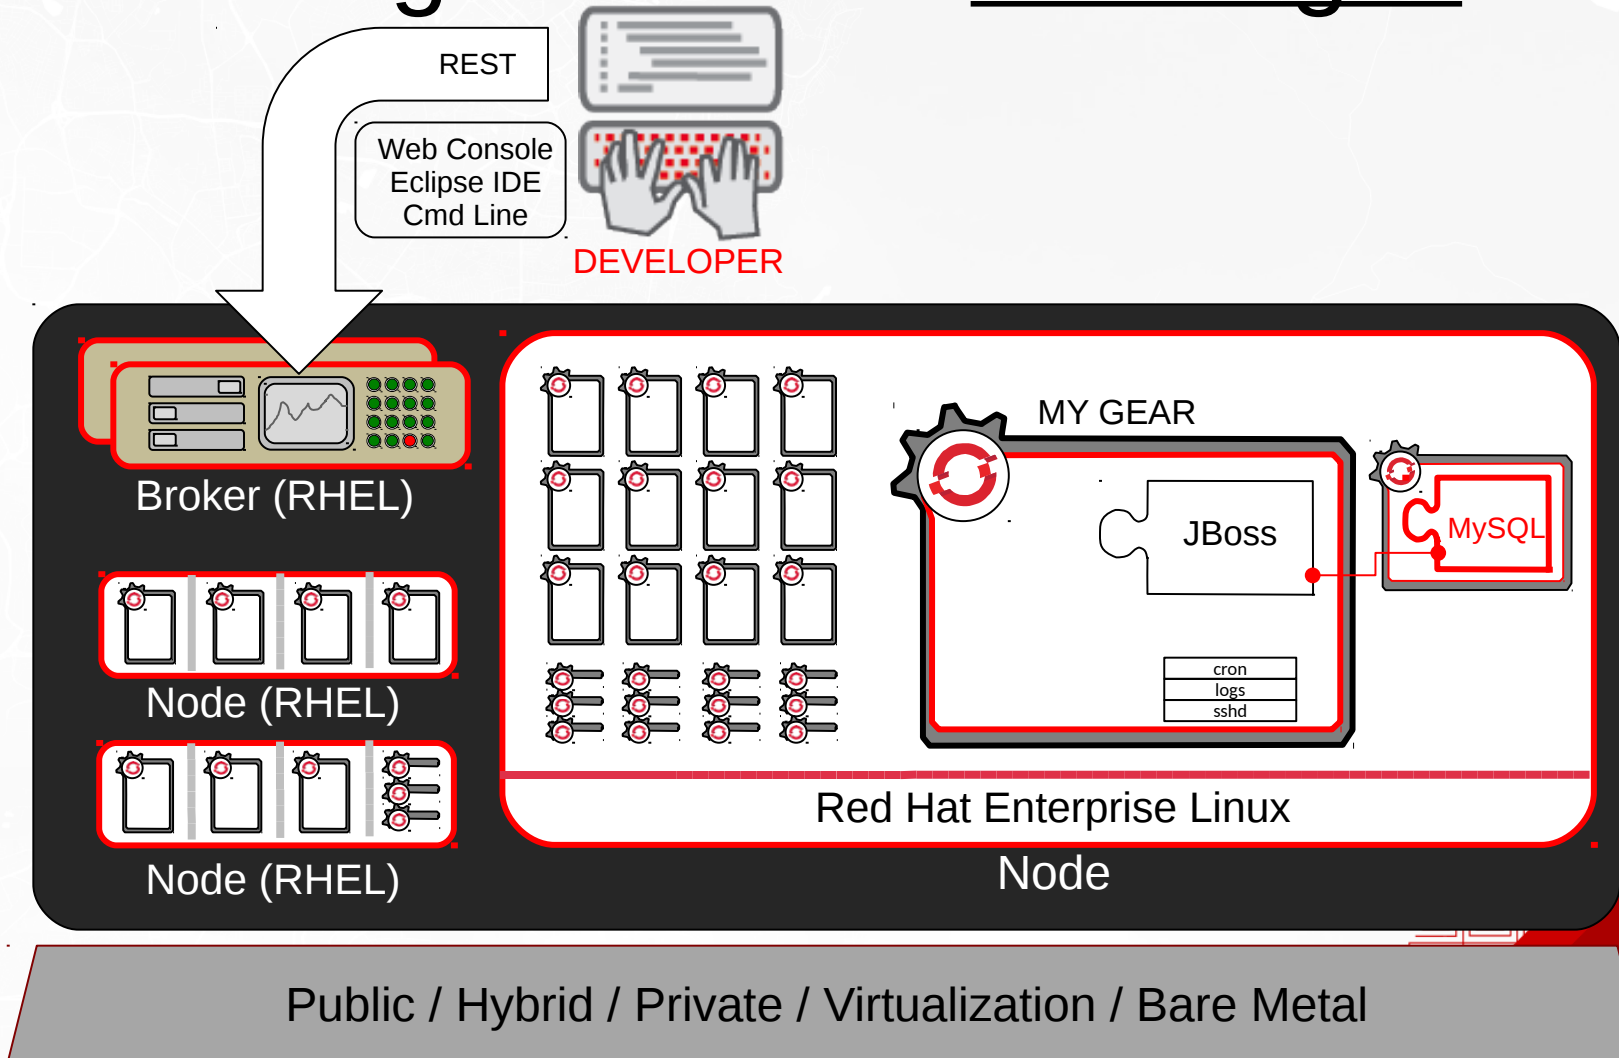 REST
Web Console
Eclipse IDE
Cmd Line
DEVELOPER
Broker (RHEL)
Node (RHEL)
Node (RHEL)
MY GEAR
JBoss
MySQL
cron
logs
sshd
Red Hat Enterprise Linux
Node
Public / Hybrid / Private / Virtualization / Bare Metal